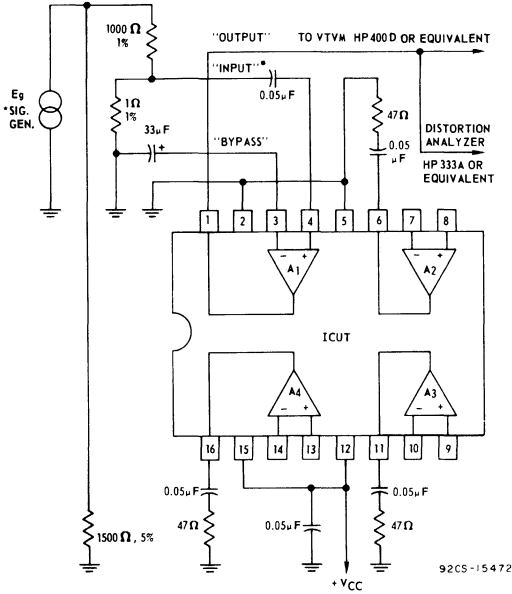 1000 Ω
1%
"OUTPUT"
TO VTVM HP 400D OR EQUIVALENT
"INPUT"•
0.05µF
Eg
*SIG.
GEN.
1Ω
1%
33µF
+
"BYPASS"
47Ω
0.05
µF
DISTORTION
ANALYZER
HP 333A OR
EQUIVALENT
1 2 3 4 5 6 7 8
- +
A1
- +
A2
ICUT
A4
- +
A3
- +
16 15 14 13 12 11 10 9
0.05µF
47Ω
0.05µF
0.05µF
47Ω
1500 Ω, 5%
+ VCC
92CS-15472